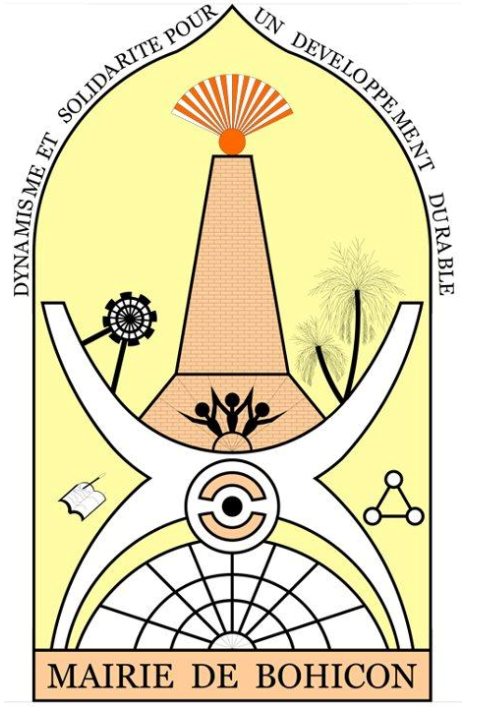 DYNAMISME ET SOLIDARITE POUR UN DEVELOPPEMENT DURABLE
MAIRIE DE BOHICON